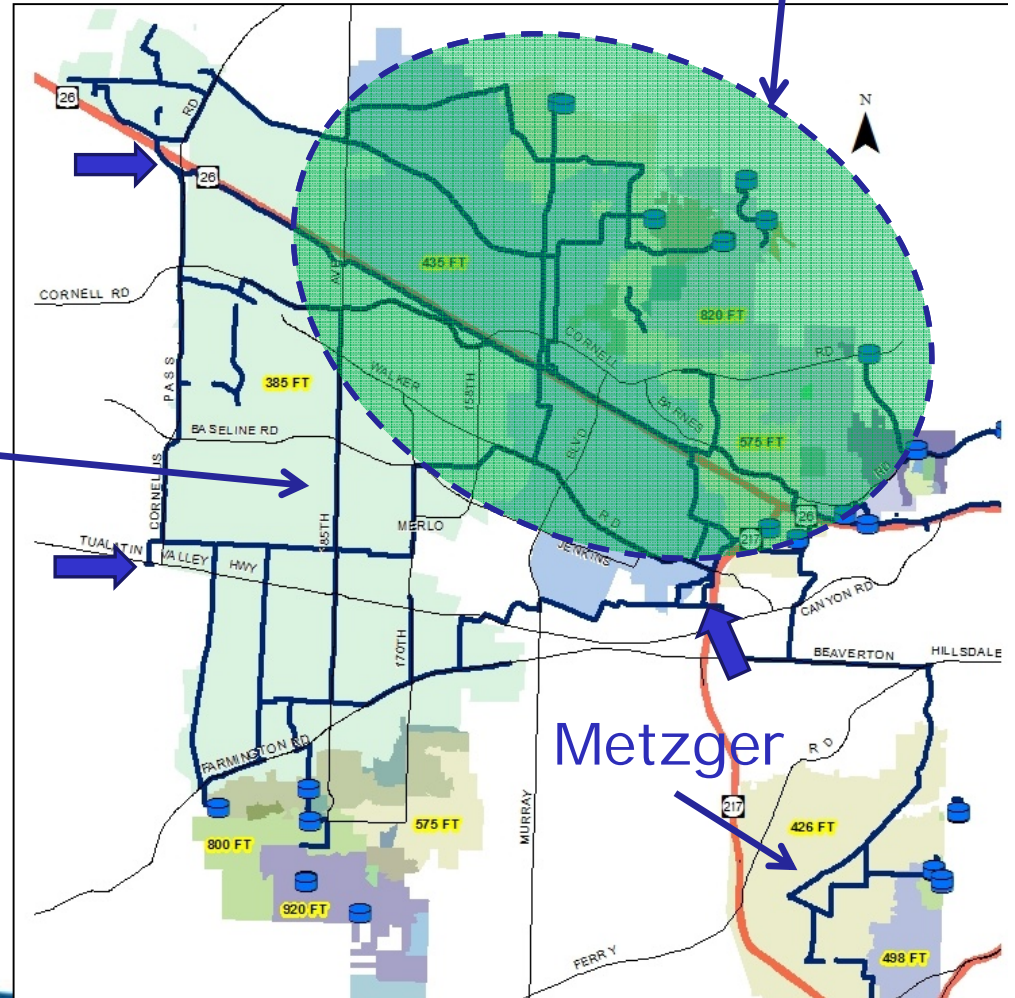 N
26
RD
26
435 FT
AVE
820 FT
CORNELL RD
CORNELL
RD
PASS
385 FT
WALKER
158TH
BARNES
BASELINE RD
BLVD
575 FT
RD
CORNELIUS
RD
26
185TH
MERLO
217
TUALATIN
VALLEY
HWY
JENKINS
CANYON RD
170TH
BEAVERTON
HILLSDALE
Metzger
FARMINGTON RD
RD
MURRAY
217
575 FT
426 FT
800 FT
920 FT
FERRY
498 FT